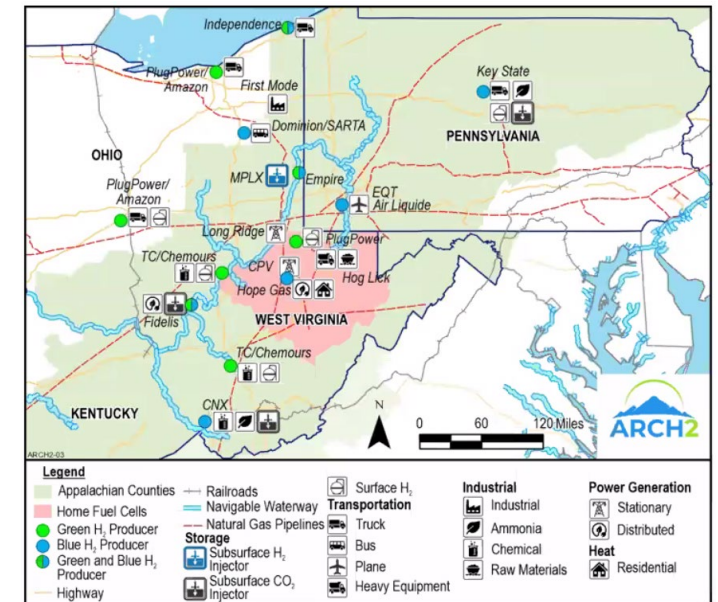 Independence
PlugPower/
Amazon
First Mode
Key State
Dominion/SARTA
PENNSYLVANIA
OHIO
MPLX
Empire
PlugPower/
Amazon
EQT
Air Liquide
Long Ridge
PlugPower
TC/Chemours
CPV
Hog Lick
Hope Gas
Fidelis
WEST VIRGINIA
TC/Chemours
KENTUCKY
CNX
N
0 60 120 Miles
ARCH2
ARCH2-03
Legend
Appalachian Counties
Home Fuel Cells
Green H₂ Producer
Blue H₂ Producer
Green and Blue H₂
Producer
Highway
Railroads
Navigable Waterway
Natural Gas Pipelines
Storage
Subsurface H₂
Injector
Subsurface CO₂
Injector
Surface H₂
Transportation
Truck
Bus
Plane
Heavy Equipment
Industrial
Industrial
Ammonia
Chemical
Raw Materials
Power Generation
Stationary
Distributed
Heat
Residential